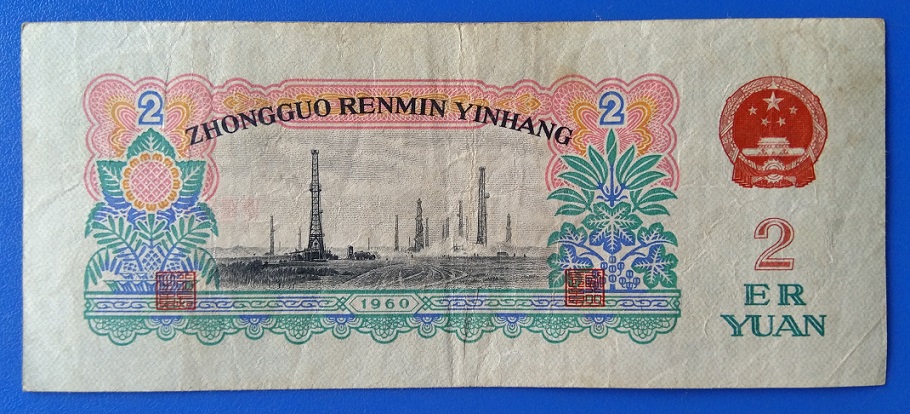 2
2
ZHONGGUO RENMIN YINHANG
1960
2
ER
YUAN